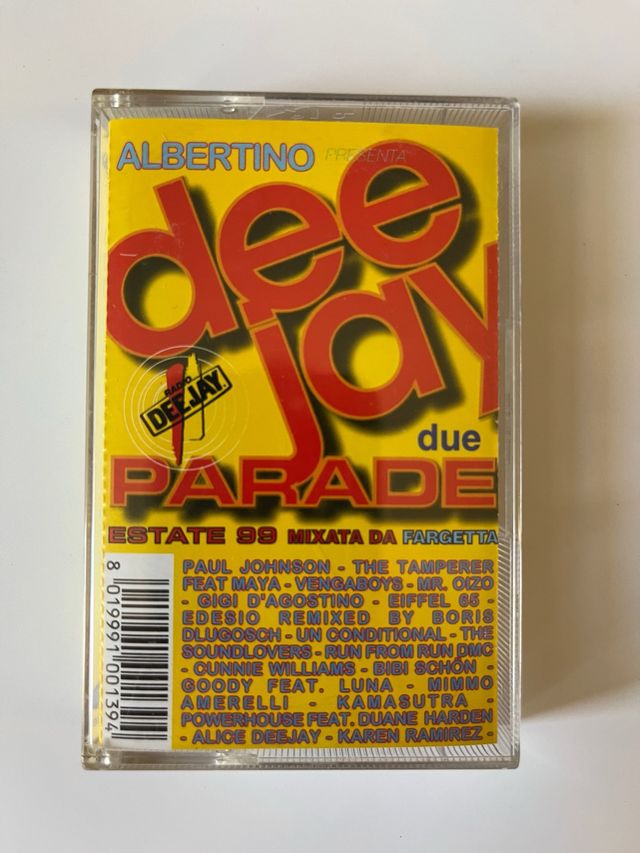 ALBERTINO PRESENTA
dee
jay
RADIO
DEEJAY
due
PARADE
ESTATE 99 MIXATA DA FARGETTA
PAUL JOHNSON - THE TAMPERER
FEAT MAYA - VENGABOYS - MR. OIZO
- GIGI D'AGOSTINO - EIFFEL 65 -
EDESIO REMIXED BY BORIS
DLUGOSCH - UN CONDITIONAL - THE
SOUNDLOVERS - RUN FROM RUN DMC
- CUNNIE WILLIAMS - BIBI SCHÖN -
GOODY FEAT. LUNA - MIMMO
AMERELLI - KAMASUTRA -
POWERHOUSE FEAT. DUANE HARDEN
- ALICE DEEJAY - KAREN RAMIREZ -
8 019991 001394